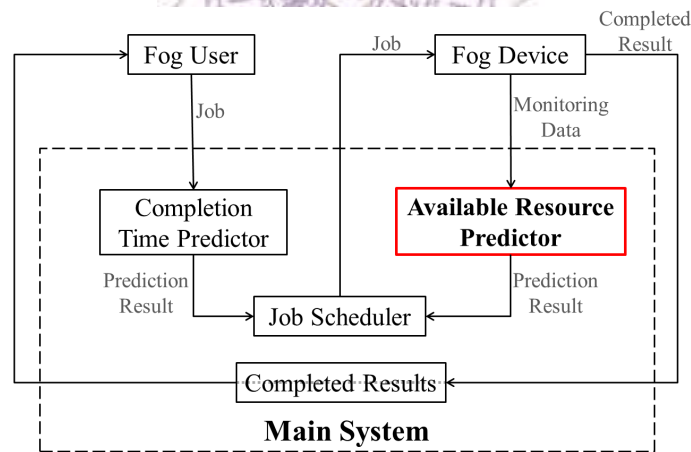 Completed
Result
Job
Fog User
Fog Device
Job
Monitoring
Data
Completion
Time Predictor
Available Resource
Predictor
Prediction
Result
Prediction
Result
Job Scheduler
Completed Results
Main System